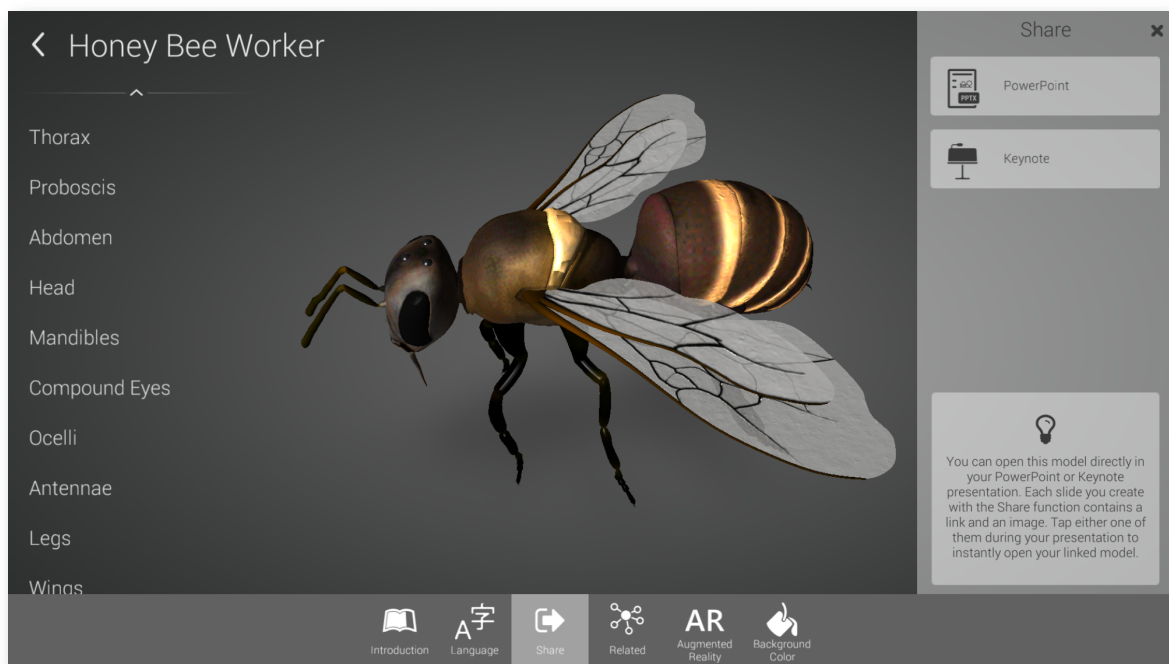 Honey Bee Worker
Thorax
Proboscis
Abdomen
Head
Mandibles
Compound Eyes
Ocelli
Antennae
Legs
Wings
Share
PPTX
PowerPoint
Keynote
You can open this model directly in
your PowerPoint or Keynote
presentation. Each slide you create
with the Share function contains a
link and an image. Tap either one of
them during your presentation to
instantly open your linked model.
Introduction
A字
Language
Share
Related
AR
Augmented
Reality
Background
Color